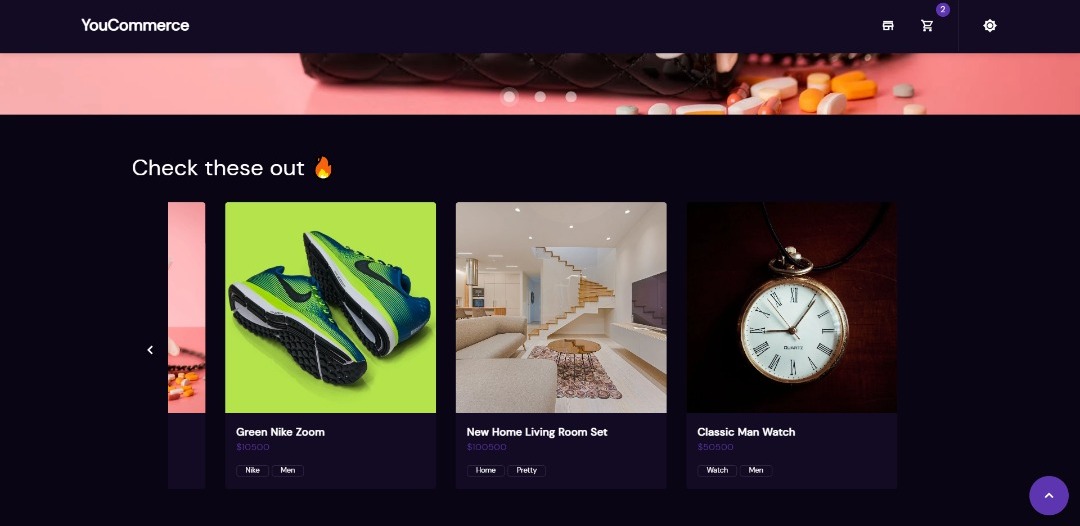 YouCommerce
2
Check these out 🔥
Green Nike Zoom
$10500
Nike Men
New Home Living Room Set
$100500
Home Pretty
QUARTZ
Classic Man Watch
$50500
Watch Men